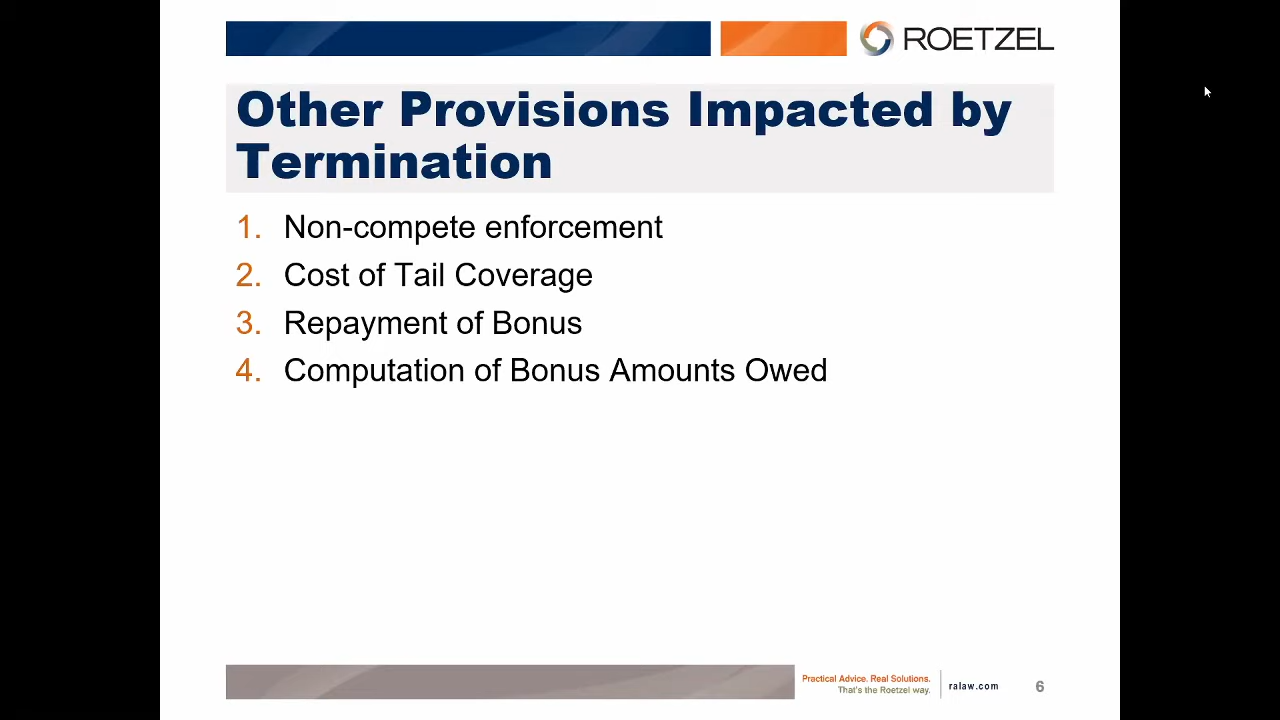 ROETZEL
Other Provisions Impacted by
Termination
1. Non-compete enforcement
2. Cost of Tail Coverage
3. Repayment of Bonus
4. Computation of Bonus Amounts Owed
Practical Advice. Real Solutions.
That's the Roetzel way.
ralaw.com
6